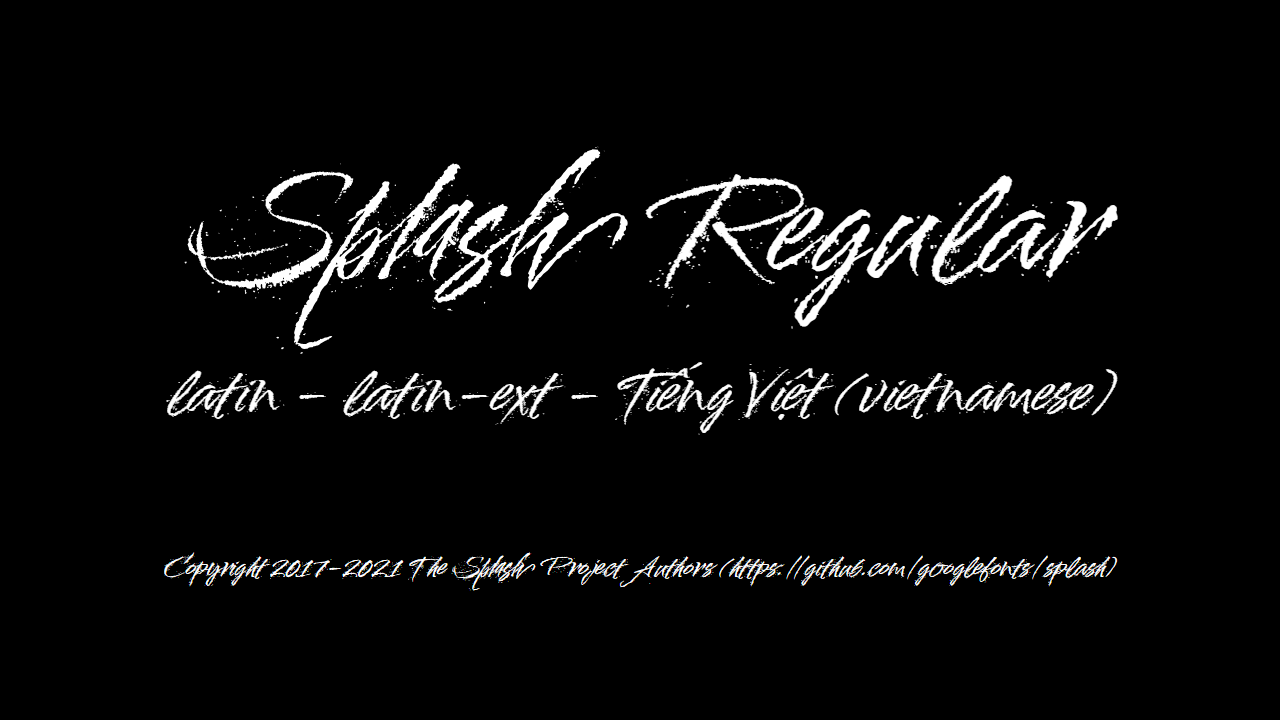 Splash Regular
latin - latin-ext - Tiếng Việt (vietnamese)
Copyright 2017-2021 The Splash Project Authors (https://github.com/googlefonts/splash)